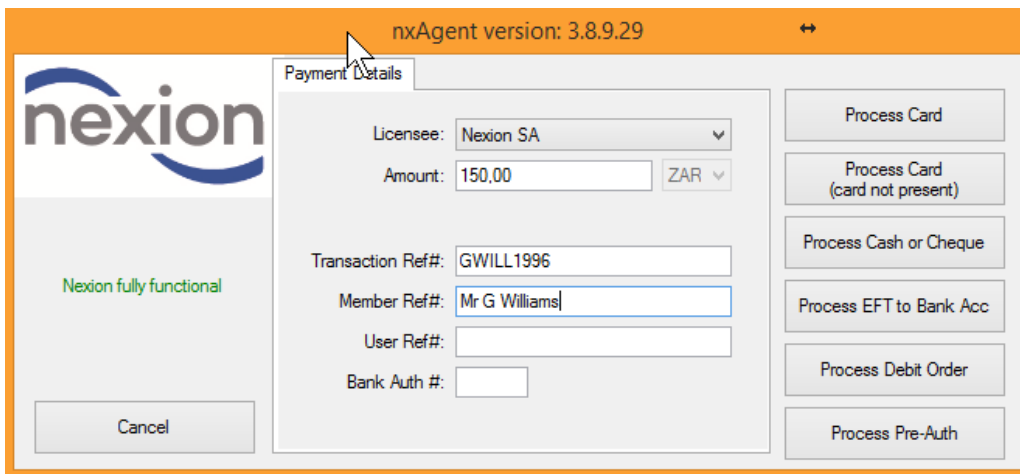 nxAgent version: 3.8.9.29
nexion
Nexion fully functional
Cancel
Payment Details
Licensee: Nexion SA
Amount: 150,00 ZAR
Transaction Ref#: GWILL1996
Member Ref#: Mr G Williams
User Ref#:
Bank Auth #:
Process Card
Process Card
(card not present)
Process Cash or Cheque
Process EFT to Bank Acc
Process Debit Order
Process Pre-Auth